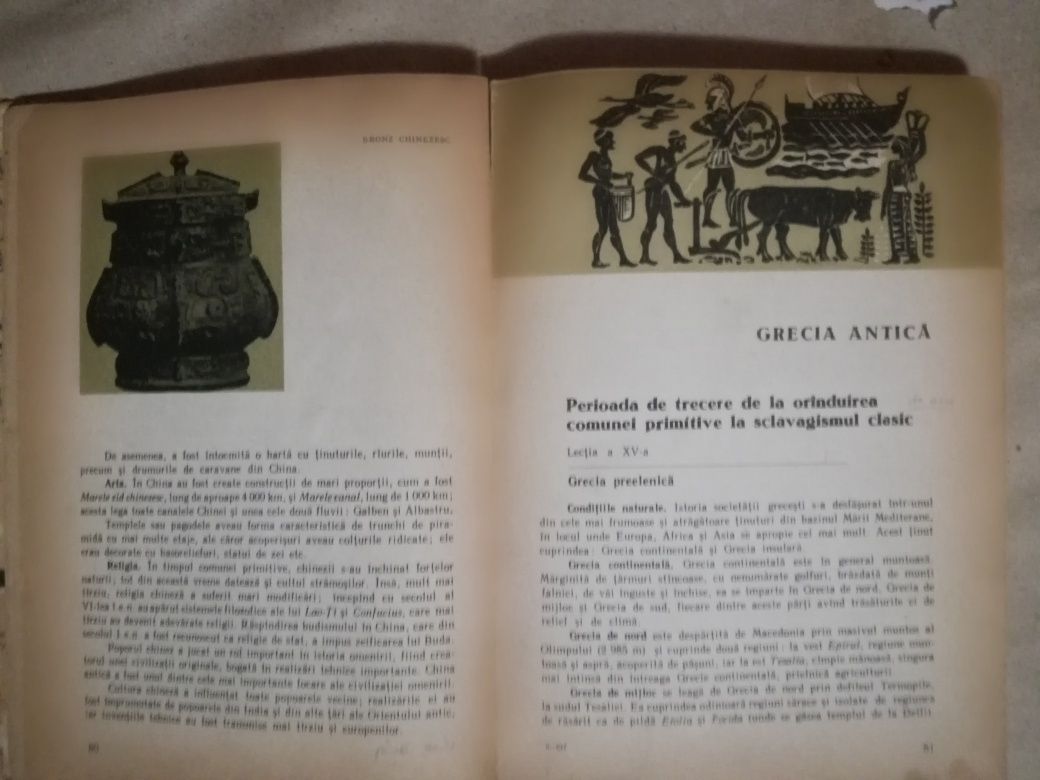 BRONZ CHINEZESC
De asemenea, a fost întocmită o hartă cu ținuturile, rîurile, munții,
precum și drumurile de caravane din China.
Arta. În China au fost create construcții de mari proporții, cum a fost
Marele zid chinezesc, lung de aproape 4 000 km, și Marele canal, lung de 1 000 km;
acesta lega toate canalele Chinei și unea cele două fluvii: Galben și Albastru.
Templele sau pagodele aveau forma caracteristică de trunchi de pira-
midă cu mai multe etaje, ale căror acoperișuri aveau colțurile ridicate; ele
erau decorate cu basoreliefuri, statui de zei etc.
Religia. În timpul comunei primitive, chinezii s-au închinat forțelor
naturii; tot din această vreme datează și cultul strămoșilor. Însă, mult mai
tîrziu, religia chineză a suferit mari modificări; începînd cu secolul al
VI-lea î.e.n. au apărut sistemele filozofice ale lui Lao-Ți și Confucius, care mai
tîrziu au devenit adevărate religii. Răspîndirea budismului în China, care din
secolul I e.n. a fost recunoscut ca religie de stat, a impus zeificarea lui Buda.
Poporul chinez a jucat un rol important în istoria omenirii, fiind crea-
torul unei civilizații originale, bogată în realizări tehnice importante. China
antică a fost unul dintre cele mai importante focare ale civilizației omenirii.
Cultura chineză a influențat toate popoarele vecine; realizările ei au
fost împrumutate de popoarele din India și din alte țări ale Orientului antic,
iar invențiile tehnice au fost transmise mai tîrziu și europenilor.
80
GRECIA ANTICĂ
Perioada de trecere de la orînduirea
comunei primitive la sclavagismul clasic
Lecția a XV-a
Grecia preelenică
Condițiile naturale. Istoria societății grecești s-a desfășurat într-unul
din cele mai frumoase și atrăgătoare ținuturi din bazinul Mării Mediterane,
în locul unde Europa, Africa și Asia se apropie cel mai mult. Acest ținut
cuprindea: Grecia continentală și Grecia insulară.
Grecia continentală. Grecia continentală este în general muntoasă.
Mărginită de țărmuri stîncoase, cu nenumărate golfuri, brăzdată de munți
falnici, de văi înguste și închise, ea se împarte în Grecia de nord, Grecia de
mijloc și Grecia de sud, fiecare dintre aceste părți avînd trăsăturile ei de
relief și de climă.
Grecia de nord este despărțită de Macedonia prin masivul muntos al
Olimpului (2 985 m) și cuprinde două regiuni: la vest Epirul, regiune mun-
toasă și aspră, acoperită de pășuni, iar la est Tesalia, cîmpie mănoasă, singura
mai întinsă din întreaga Grecie continentală, prielnică agriculturii.
Grecia de mijloc se leagă de Grecia de nord prin defileul Termopile,
la sudul Tesaliei. Ea cuprindea odinioară regiuni sărace și izolate de regiunea
de răsărit ca de pildă Etolia și Focida (unde se găsea templul de la Delfi
81